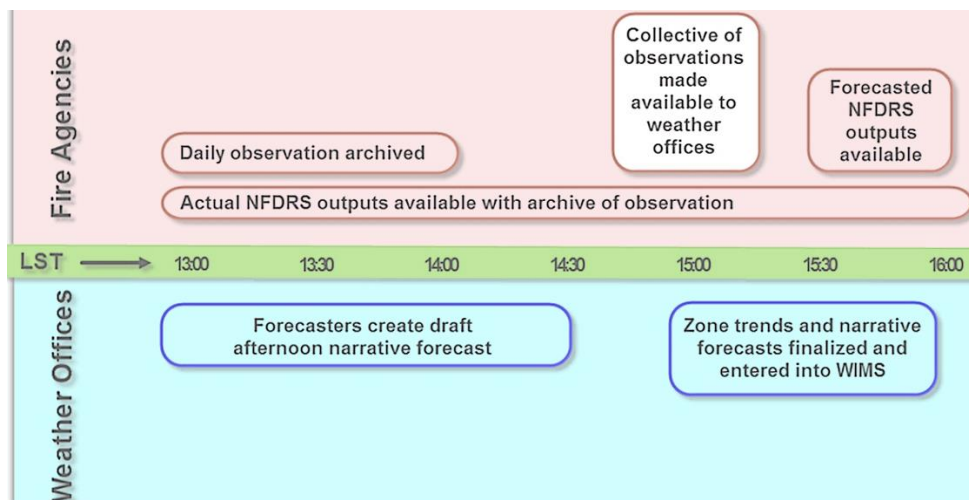 Fire Agencies
Collective of
observations
made
available to
weather
offices
Forecasted
NFDRS
outputs
available
Daily observation archived
Actual NFDRS outputs available with archive of observation
LST
13:00 13:30 14:00 14:30 15:00 15:30 16:00
Weather Offices
Forecasters create draft
afternoon narrative forecast
Zone trends and narrative
forecasts finalized and
entered into WIMS